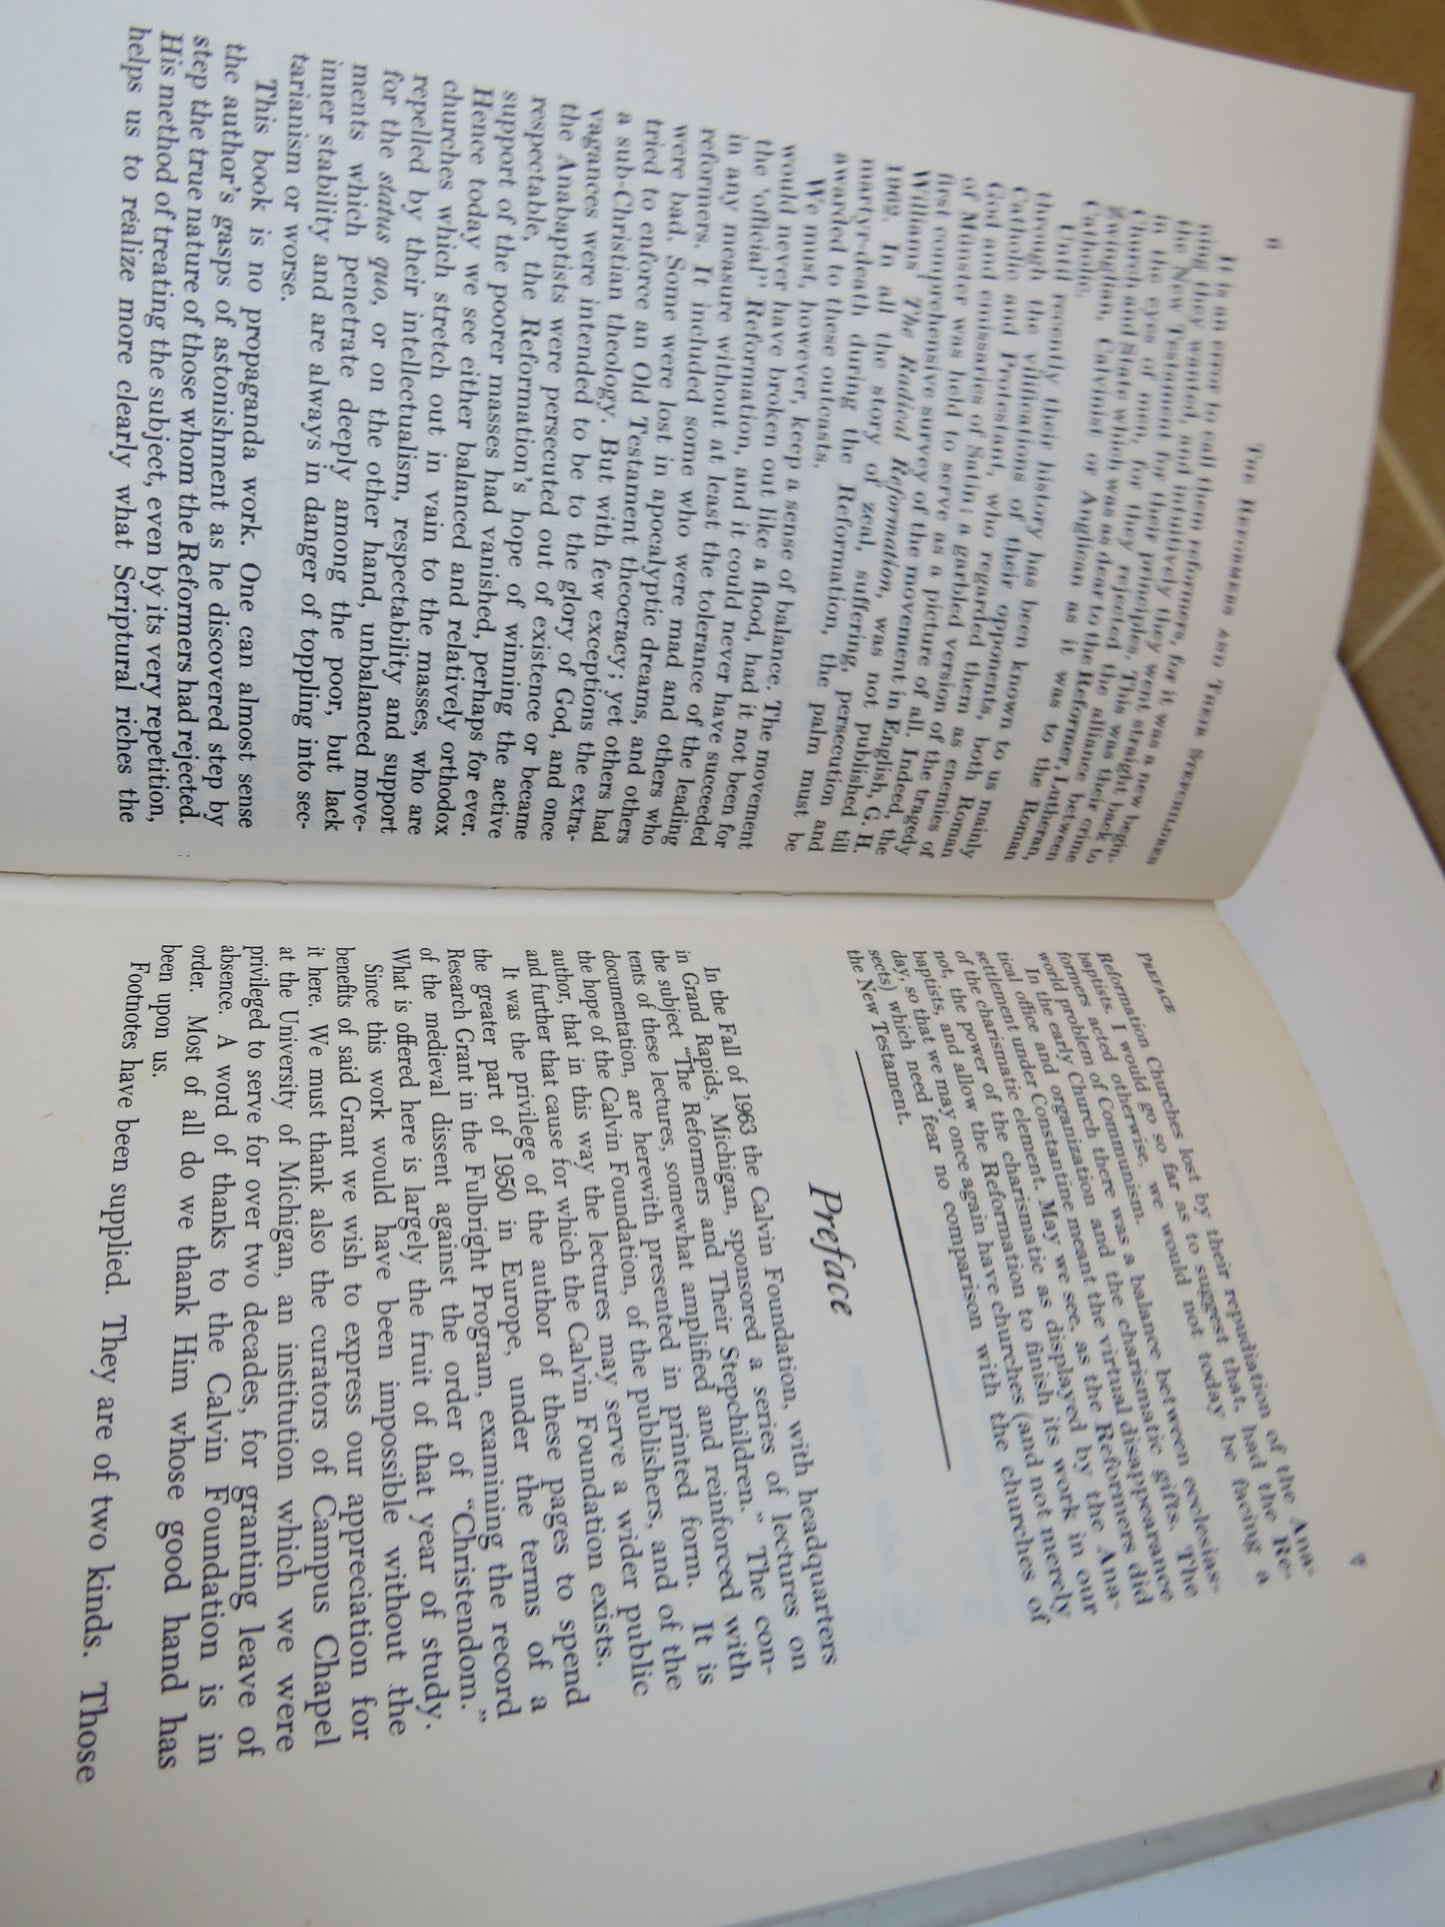 6 THE REFORMERS AND THEIR STEPCHILDREN
It is an error to call them reformers, for it was a new begin-
ning they wanted, and intuitively they went straight back to
the New Testament for their principles. This was their crime
in the eyes of men, for they rejected the alliance between
Church and State which was as dear to the Reformer, Lutheran,
Zwinglian, Calvinist or Anglican as it was to the Roman
Catholic.
Until recently their history has been known to us mainly
through the vilifications of their opponents, both Roman
Catholic and Protestant, who regarded them as enemies of
God and emissaries of Satin; a garbled version of the tragedy
of Münster was held to serve as a picture of all. Indeed, the
first comprehensive survey of the movement in English, G. H.
Williams' The Radical Reformation, was not published till
1962. In all the story of zeal, suffering, persecution and
martyr-death during the Reformation, the palm must be
awarded to these outcasts.
We must, however, keep a sense of balance. The movement
would never have broken out like a flood, had it not been for
the 'official" Reformation, and it could never have succeeded
in any measure without at least the tolerance of the leading
reformers. It included some who were mad and others who
were bad. Some were lost in apocalyptic dreams, and others
tried to enforce an Old Testament theocracy; yet others had
a sub-Christian theology. But with few exceptions the extra-
vagances were intended to be to the glory of God, and once
the Anabaptists were persecuted out of existence or became
respectable, the Reformation's hope of winning the active
support of the poorer masses had vanished, perhaps for ever.
Hence today we see either balanced and relatively orthodox
churches which stretch out in vain to the masses, who are
repelled by their intellectualism, respectability and support
for the status quo, or on the other hand, unbalanced move-
ments which penetrate deeply among the poor, but lack
inner stability and are always in danger of toppling into sec-
tarianism or worse.
This book is no propaganda work. One can almost sense
the author's gasps of astonishment as he discovered step by
step the true nature of those whom the Reformers had rejected.
His method of treating the subject, even by its very repetition,
helps us to realize more clearly what Scriptural riches the
PREFACE
Reformation Churches lost by their repudiation of the Ana-
baptists. I would go so far as to suggest that, had the Re-
formers acted otherwise, we would not today be facing a
world problem of Communism.
In the early Church there was a balance between ecclesias-
tical office and organization and the charismatic gifts. The
settlement under Constantine meant the virtual disappearance
of the charismatic element. May we see, as the Reformers did
not, the power of the charismatic as displayed by the Ana-
baptists, and allow the Reformation to finish its work in our
day, so that we may once again have churches (and not merely
sects) which need fear no comparison with the churches of
the New Testament.
Preface
In the Fall of 1963 the Calvin Foundation, with headquarters
in Grand Rapids, Michigan, sponsored a series of lectures on
the subject "The Reformers and Their Stepchildren." The con-
tents of these lectures, somewhat amplified and reinforced with
documentation, are herewith presented in printed form. It is
the hope of the Calvin Foundation, of the publishers, and of the
author, that in this way the lectures may serve a wider public
and further that cause for which the Calvin Foundation exists.
It was the privilege of the author of these pages to spend
the greater part of 1950 in Europe, under the terms of a
Research Grant in the Fulbright Program, examining the record
of the medieval dissent against the order of "Christendom."
What is offered here is largely the fruit of that year of study.
Since this work would have been impossible without the
benefits of said Grant we wish to express our appreciation for
it here. We must thank also the curators of Campus Chapel
at the University of Michigan, an institution which we were
privileged to serve for over two decades, for granting leave of
absence. A word of thanks to the Calvin Foundation is in
order. Most of all do we thank Him whose good hand has
been upon us.
Footnotes have been supplied. They are of two kinds. Those